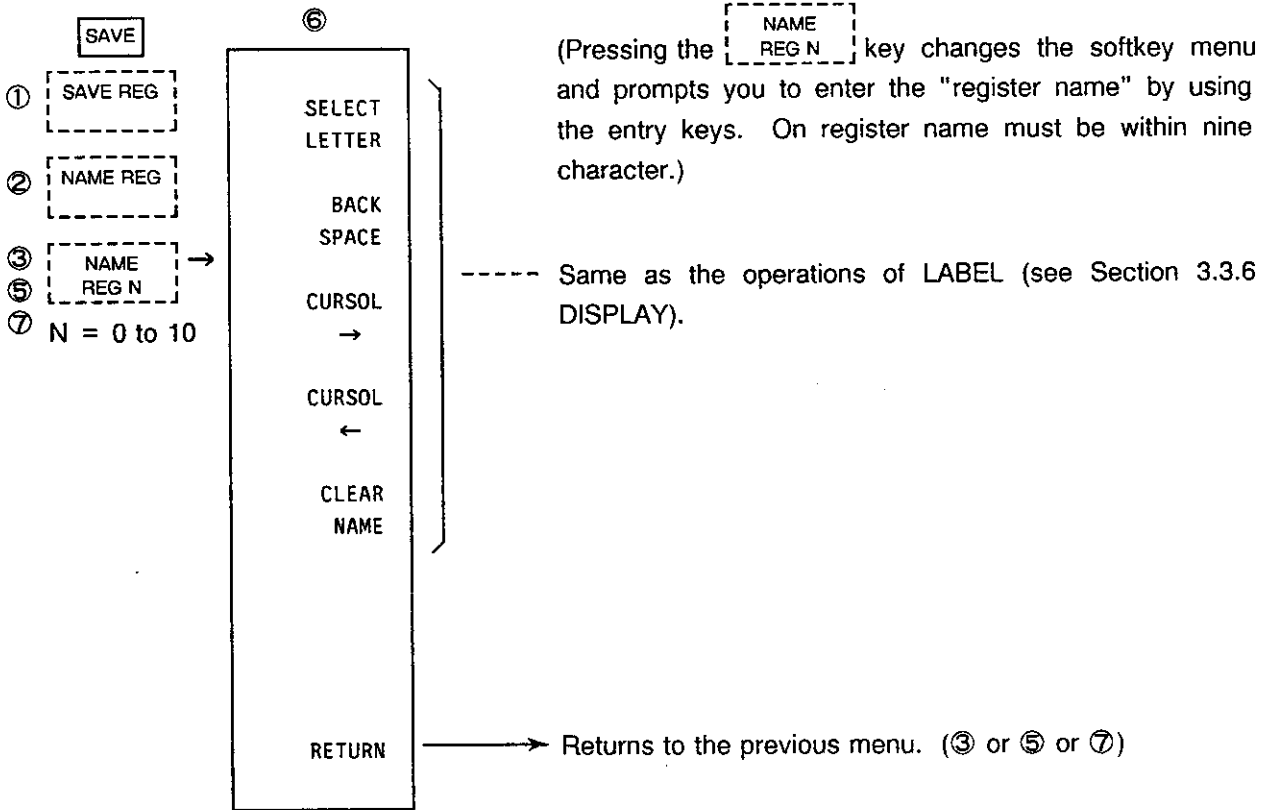 SAVE
① SAVE REG
② NAME REG
③ NAME →
⑤ REG N
⑦ N = 0 to 10
⑥
SELECT
LETTER
BACK
SPACE
CURSOL
→
CURSOL
←
CLEAR
NAME
RETURN
(Pressing the NAME REG N key changes the softkey menu
and prompts you to enter the "register name" by using
the entry keys. On register name must be within nine
character.)
Same as the operations of LABEL (see Section 3.3.6
DISPLAY).
Returns to the previous menu. (③ or ⑤ or ⑦)